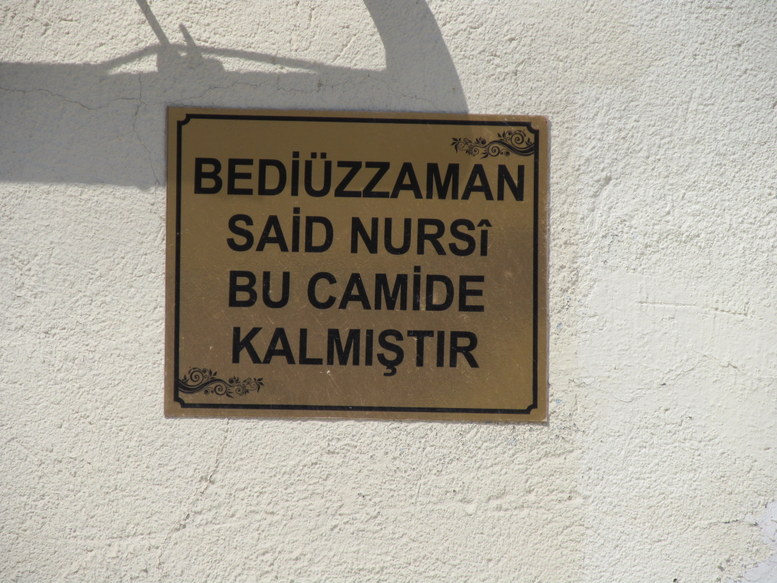 BEDİÜZZAMAN
SAİD NURSî
BU CAMİDE
KALMIŞTIR